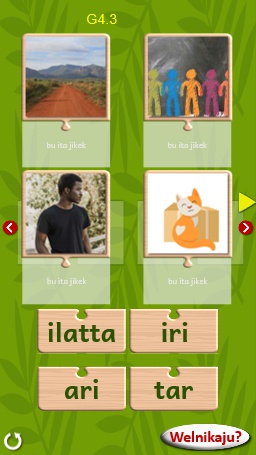 G4.3
bu ita jikek
bu ita jikek
bu ita jikek
bu ita jikek
ilatta
iri
ari
tar
Welnikaju?